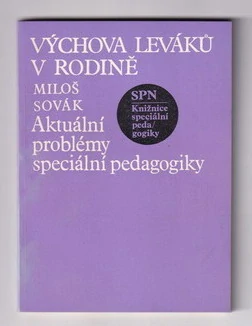 VÝCHOVA LEVÁKŮ
V RODINĚ
MILOŠ
SOVÁK
Aktuální
problémy
speciální pedagogiky
SPN
Knižnice
speciální
peda/
gogiky